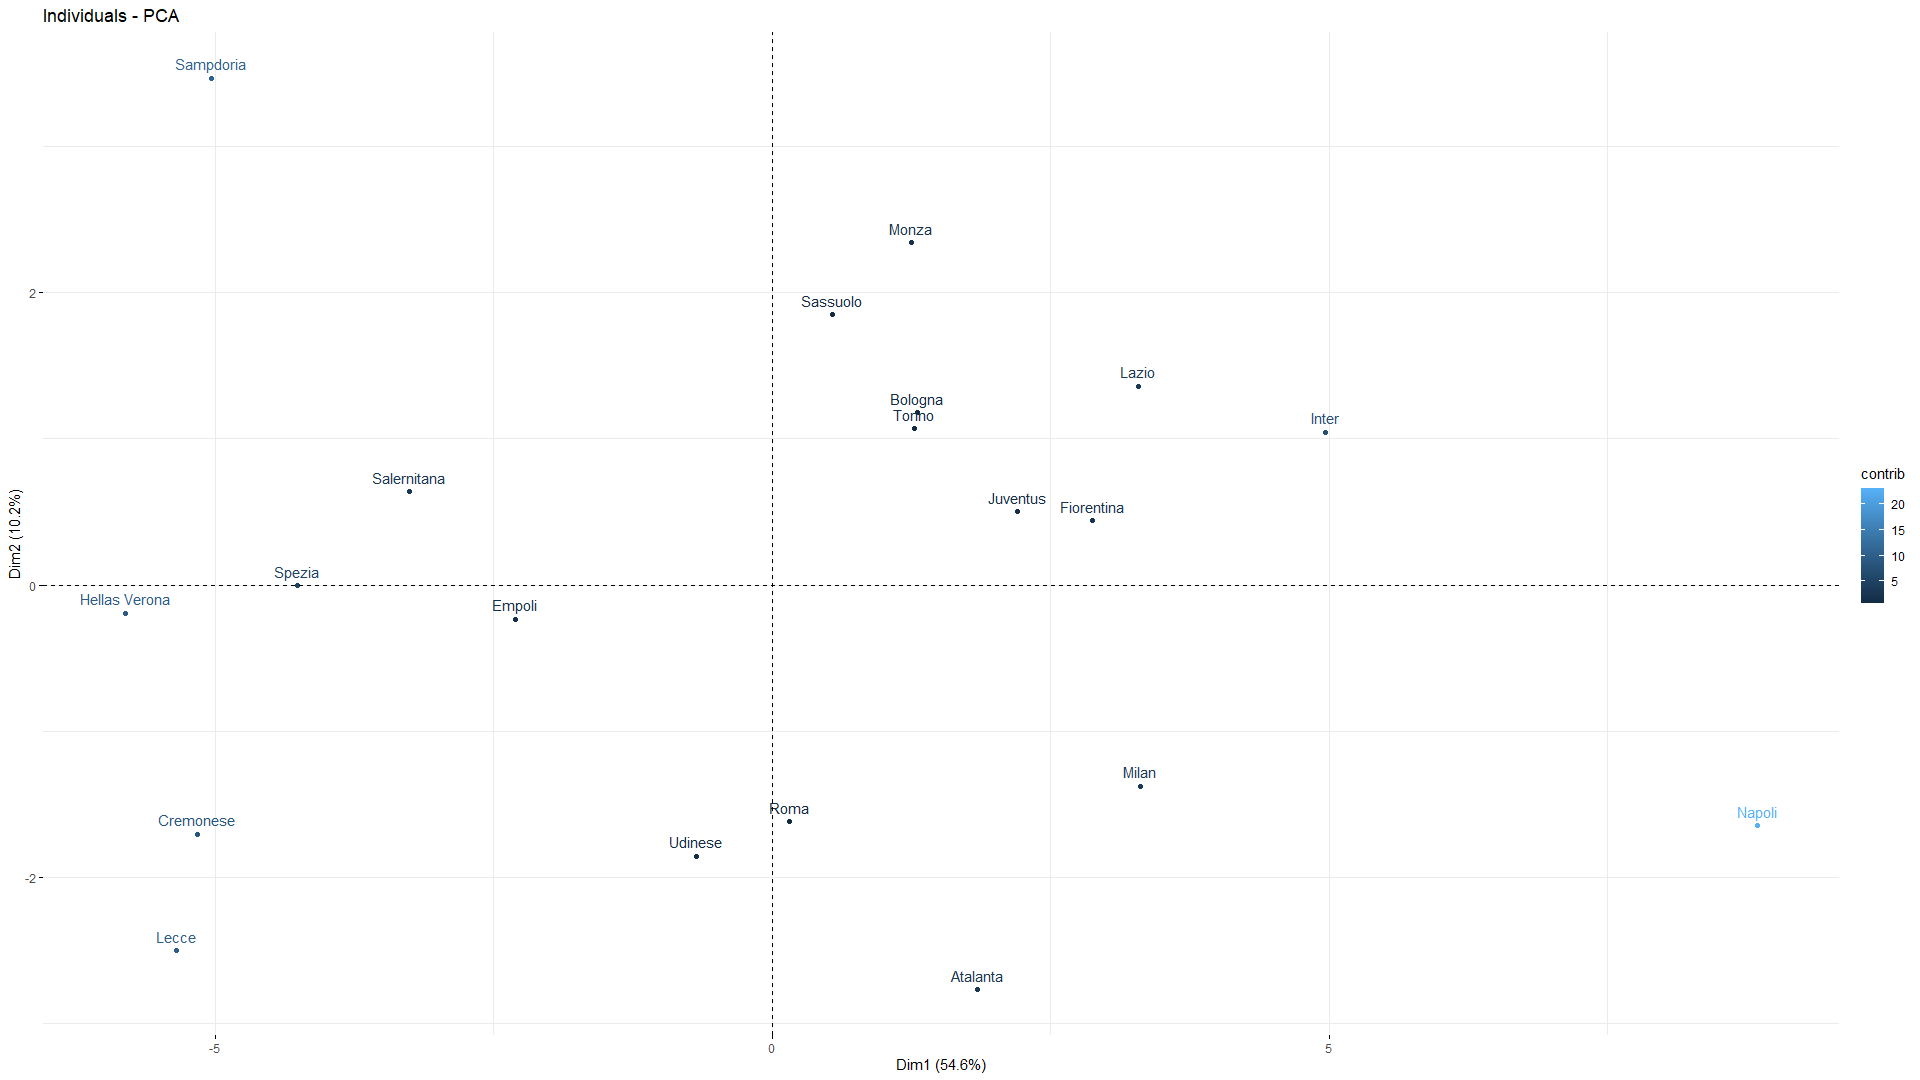 Individuals - PCA
Sampdoria
Monza
2
Sassuolo
Lazio
Bologna
Torino
Inter
Salernitana
Juventus
Fiorentina
contrib
20
15
10
5
Dim2 (10.2%)
Spezia
0
Hellas Verona
Empoli
Milan
Roma
Napoli
Cremonese
Udinese
-2
Lecce
Atalanta
-5
0
5
Dim1 (54.6%)